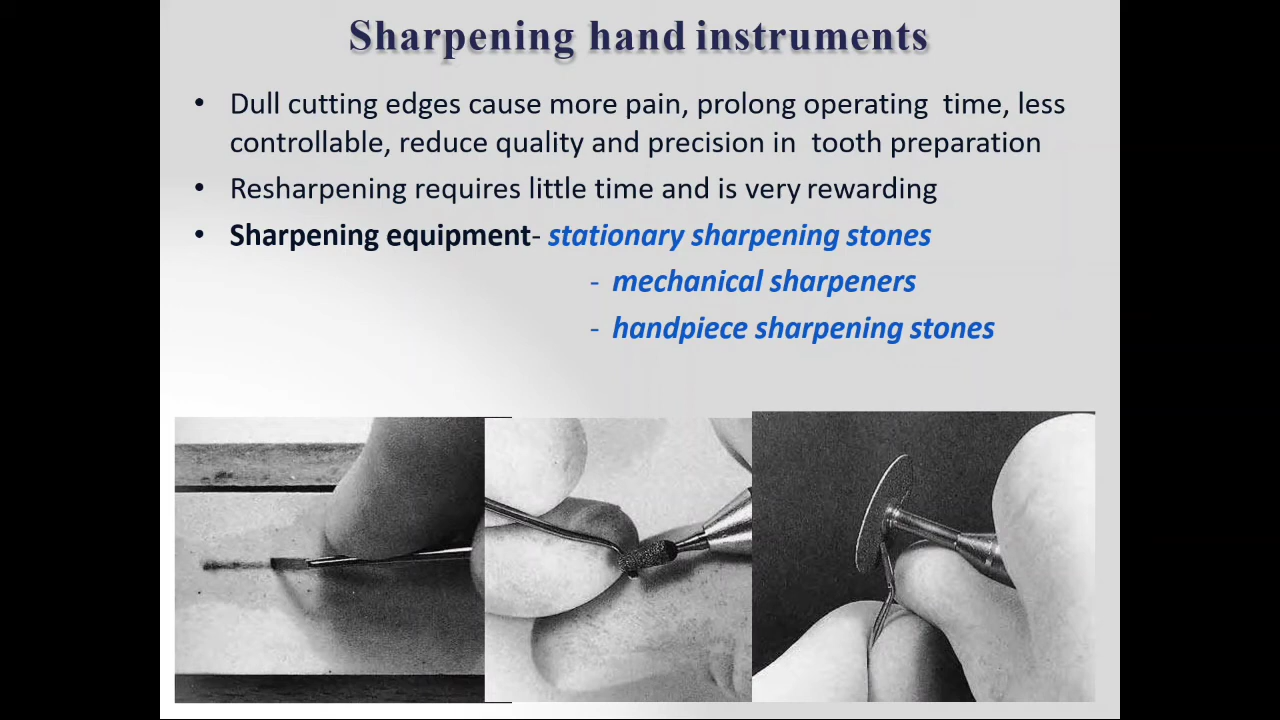 Sharpening hand instruments
• Dull cutting edges cause more pain, prolong operating time, less
controllable, reduce quality and precision in tooth preparation
• Resharpening requires little time and is very rewarding
• Sharpening equipment- stationary sharpening stones
- mechanical sharpeners
- handpiece sharpening stones